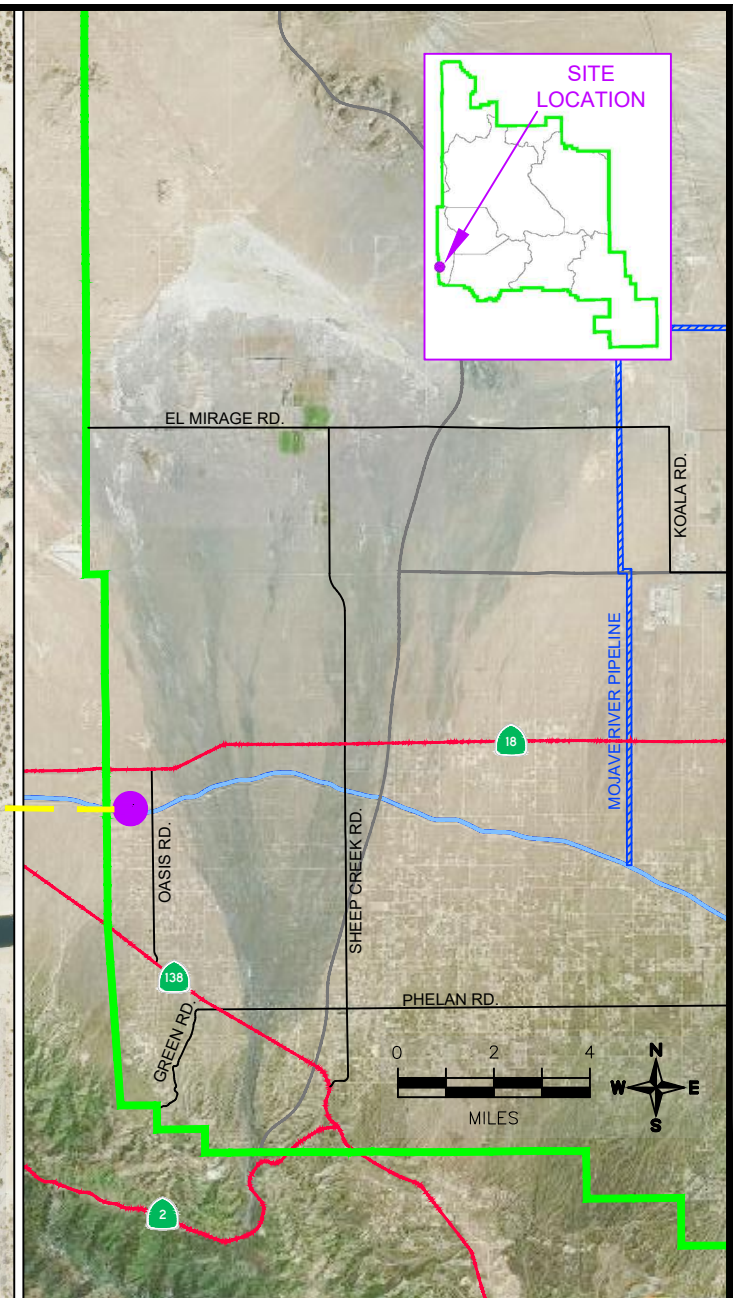 SITE
LOCATION
EL MIRAGE RD.
KOALA RD.
MOJAVE RIVER PIPELINE
18
OASIS RD.
SHEEP CREEK RD.
138
PHELAN RD.
GREEN RD.
0 2 4
MILES
N
W E
S
2